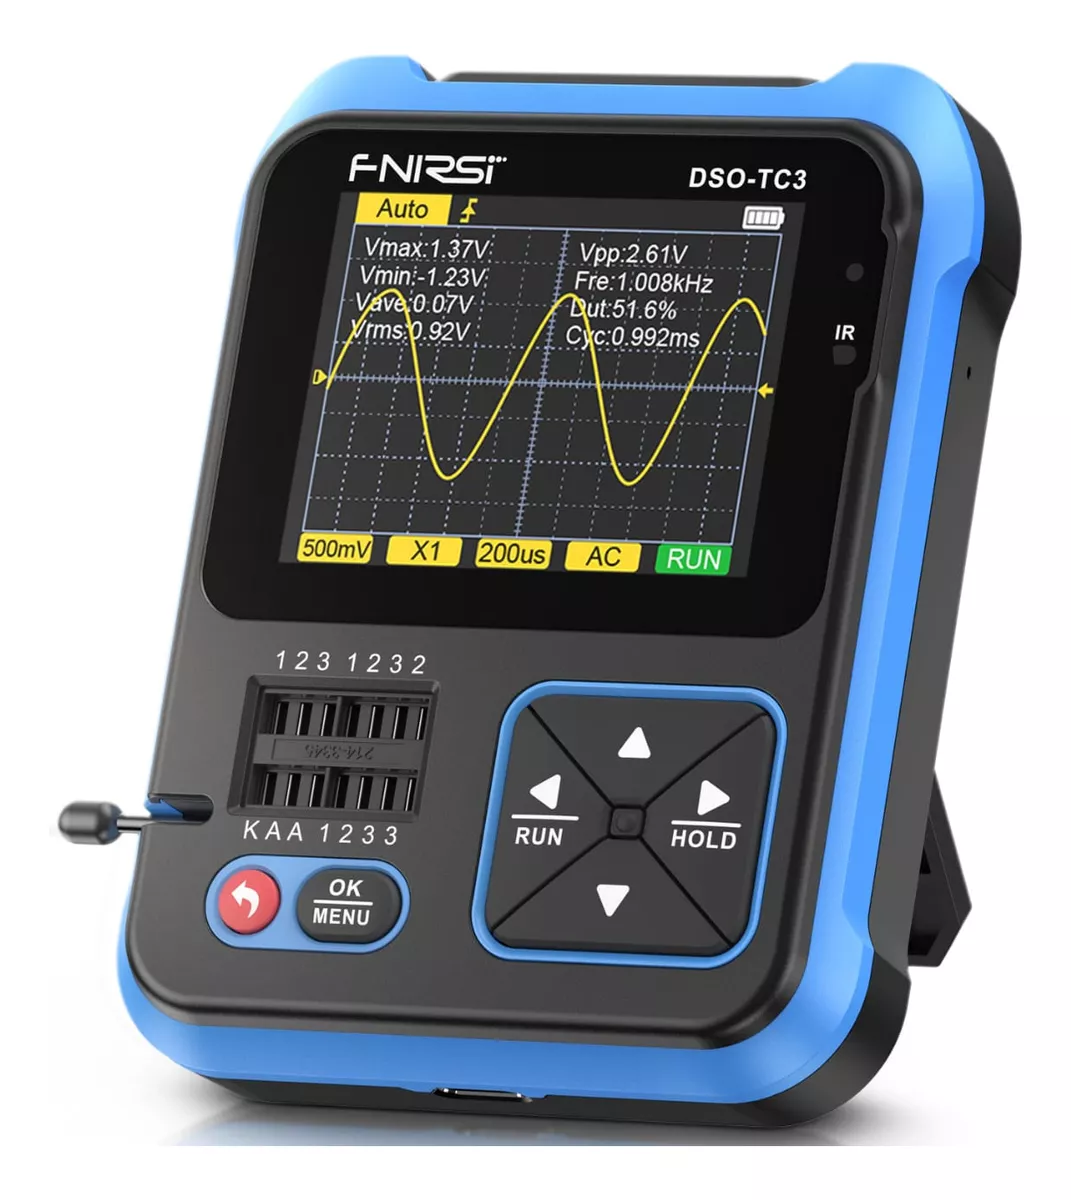 FNIRSI
DSO-TC3
Auto
Vmax:1.37V
Vpp:2.61V
Vmin:-1.23V
Fre:1.008kHz
Vave:0.07V
Dut:51.6%
Vrms:0.92V
Cyc:0.992ms
IR
500mV X1 200us AC RUN
1 2 3 1 2 3 2
214-3345
K A A 1 2 3 3
OK
MENU
RUN
HOLD